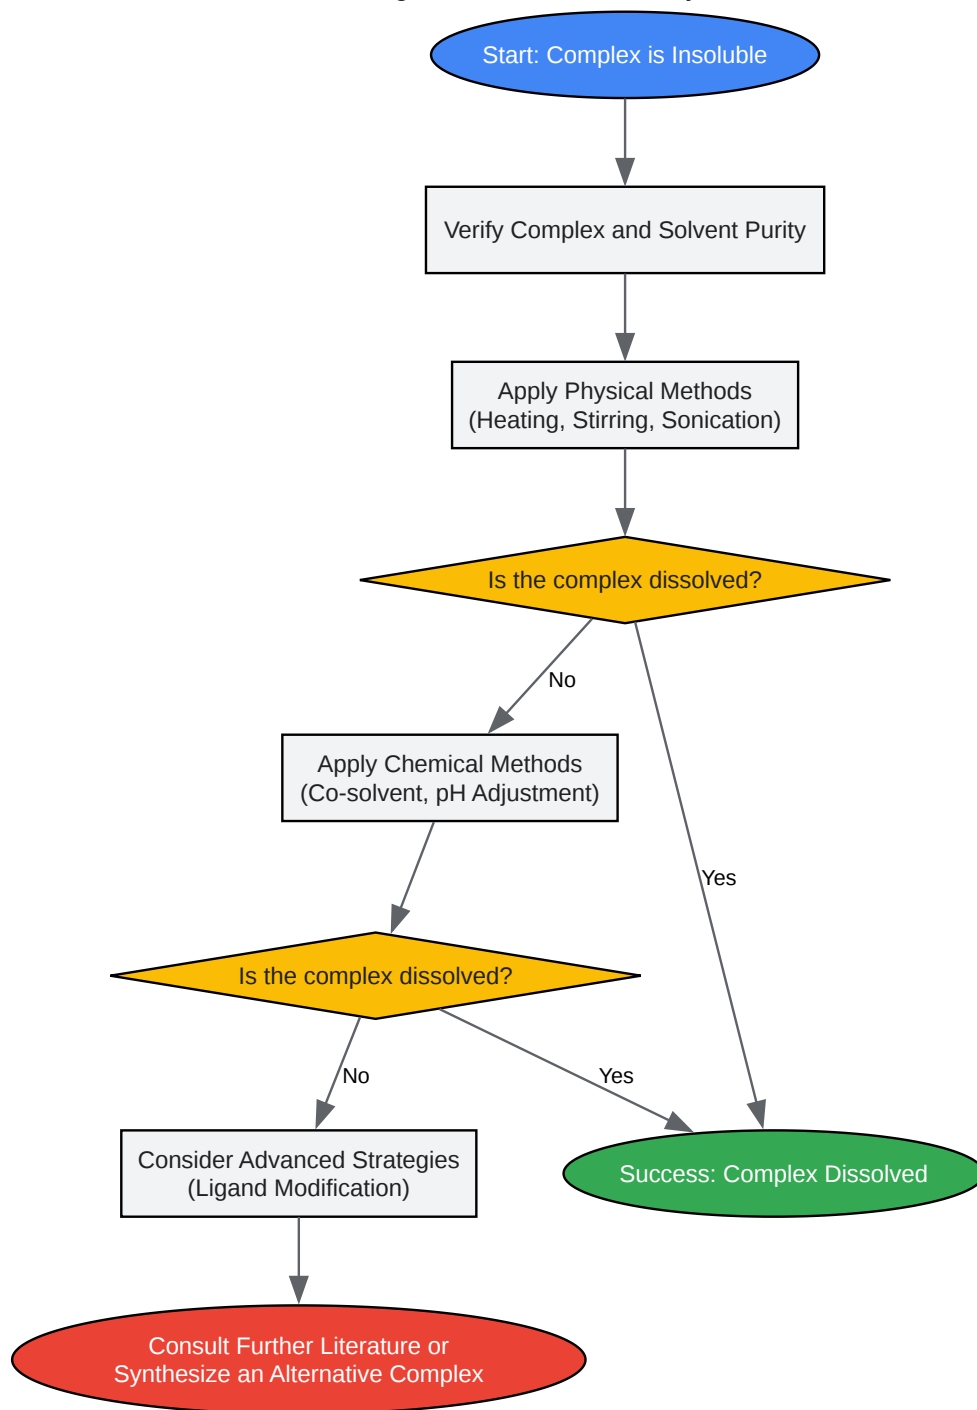 Start: Complex is Insoluble
Verify Complex and Solvent Purity
Apply Physical Methods
(Heating, Stirring, Sonication)
Is the complex dissolved?
No
Apply Chemical Methods
(Co-solvent, pH Adjustment)
Yes
Is the complex dissolved?
No
Yes
Consider Advanced Strategies
(Ligand Modification)
Success: Complex Dissolved
Consult Further Literature or
Synthesize an Alternative Complex